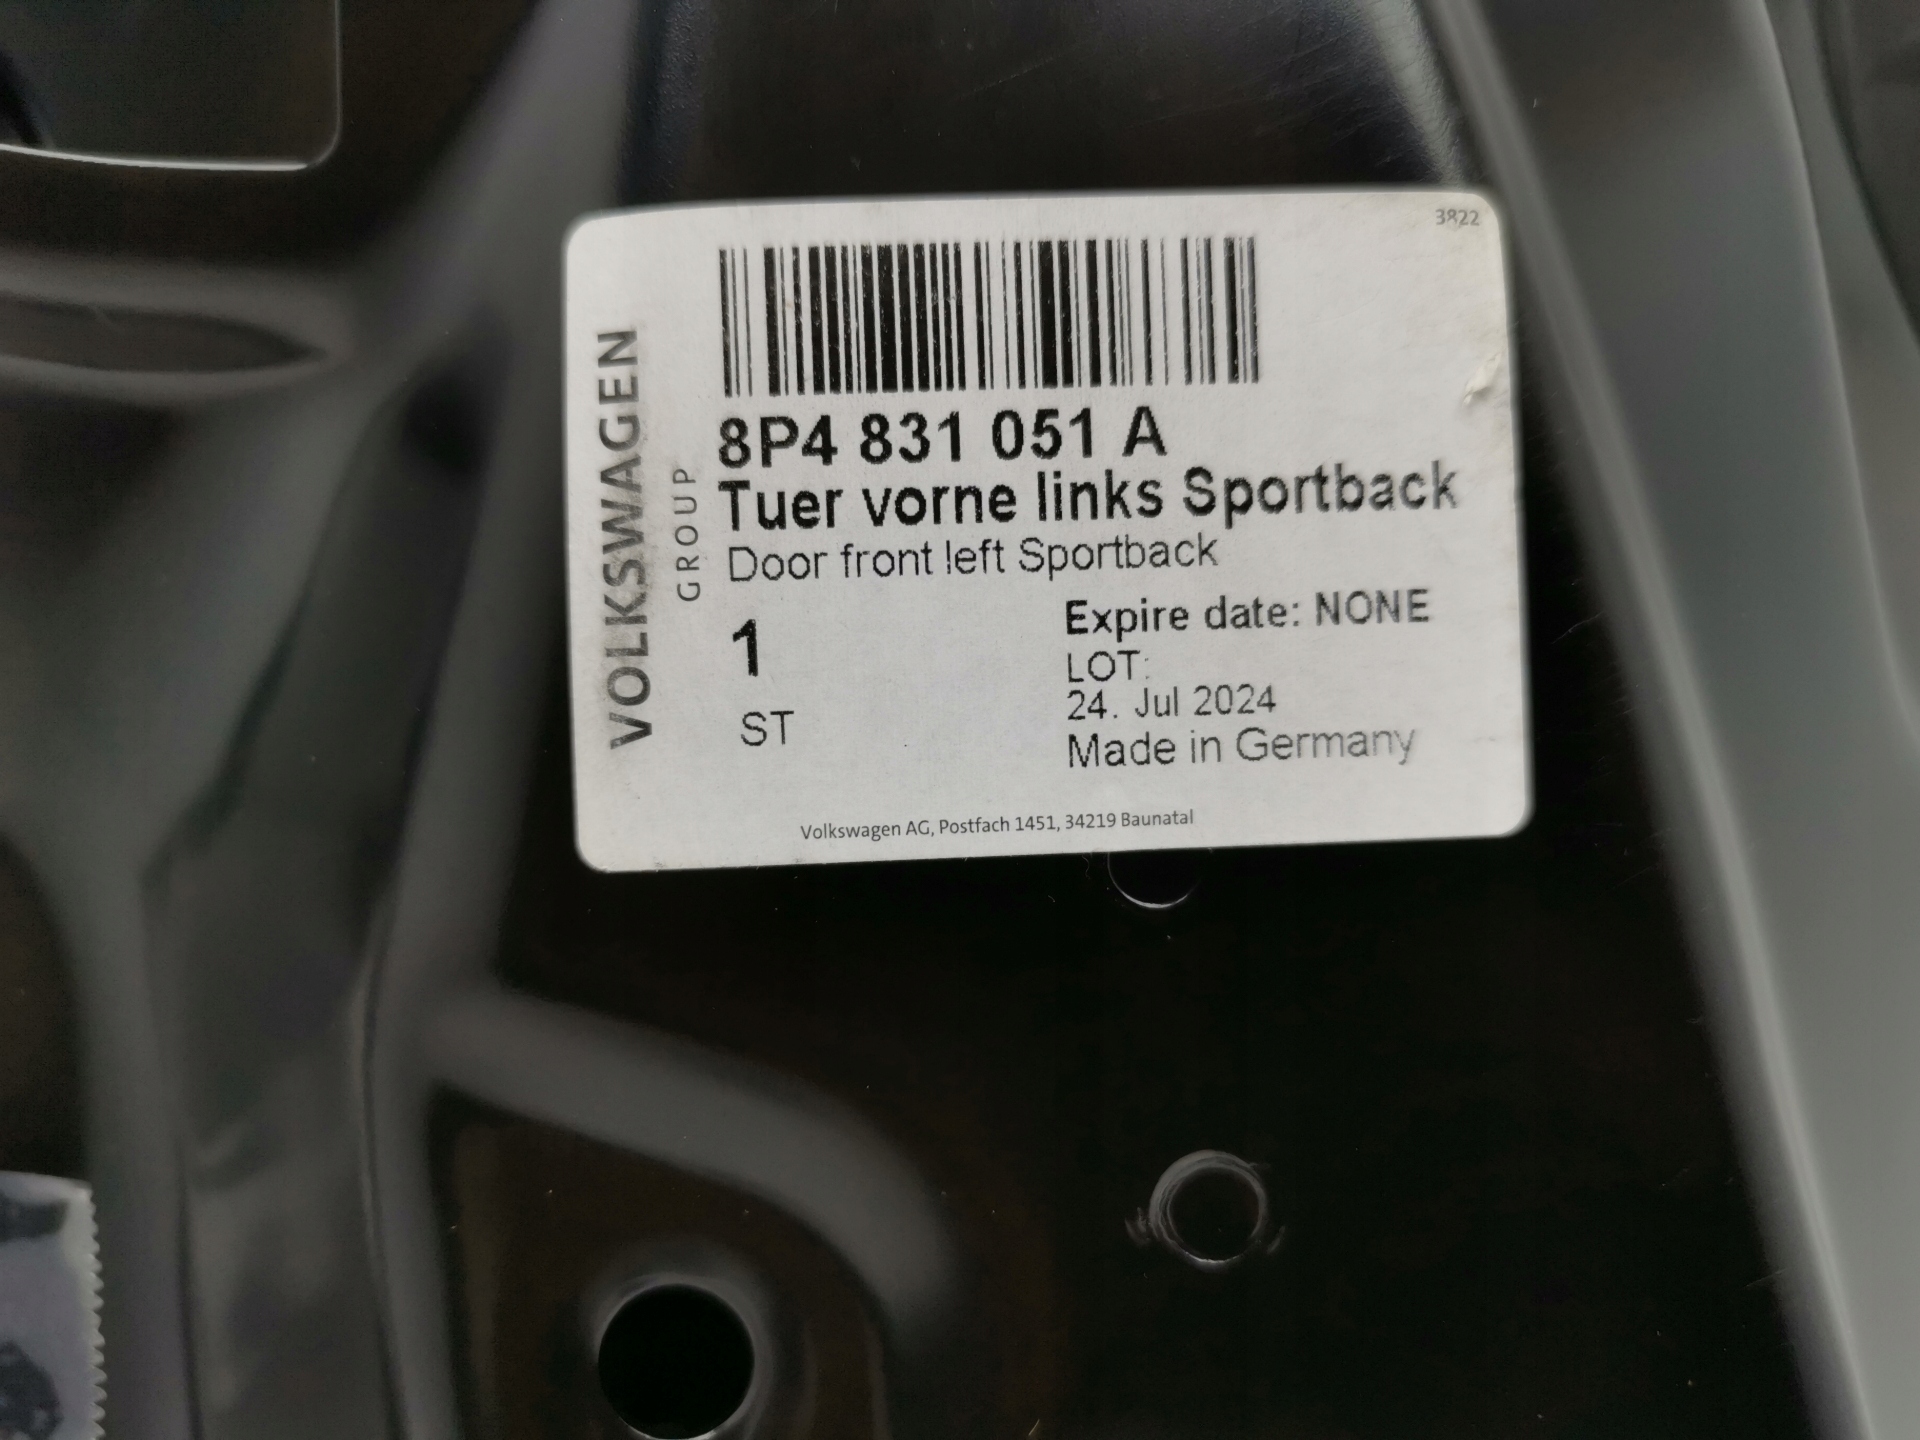 3822
VOLKSWAGEN
GROUP
8P4 831 051 A
Tuer vorne links Sportback
Door front left Sportback
1
ST
Expire date: NONE
LOT:
24. Jul 2024
Made in Germany
Volkswagen AG, Postfach 1451, 34219 Baunatal